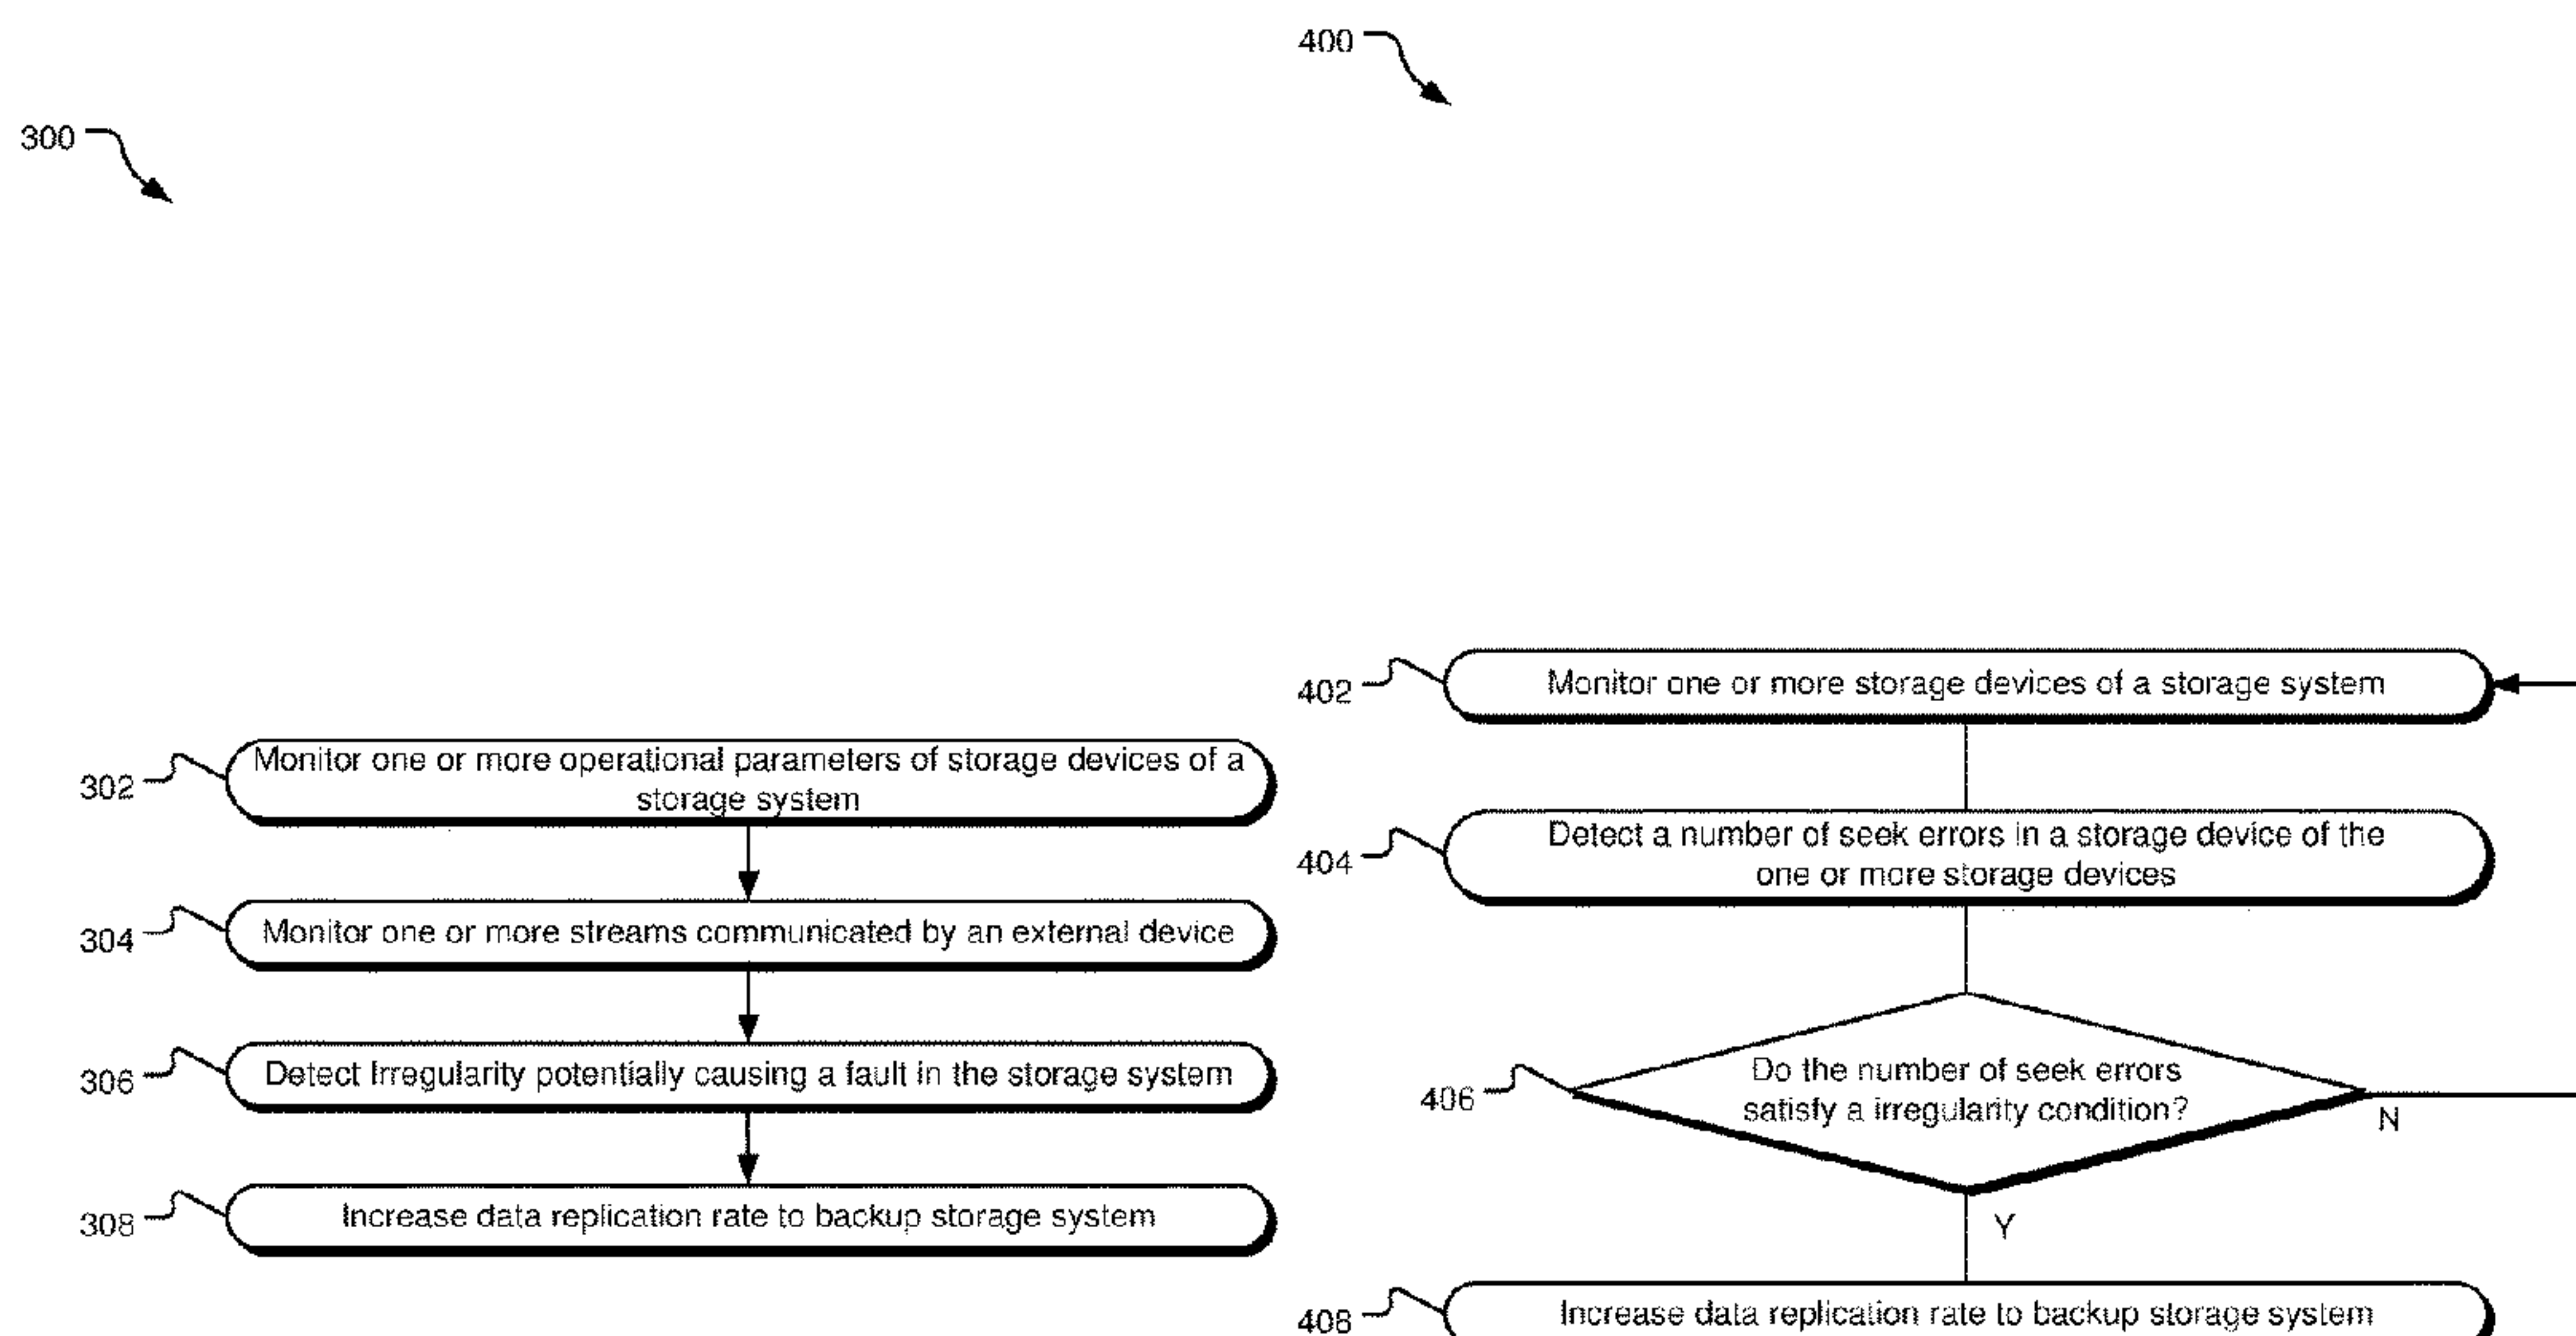 300
302
Monitor one or more operational parameters of storage devices of a
storage system
304
Monitor one or more streams communicated by an external device
306
Detect Irregularity potentially causing a fault in the storage system
308
Increase data replication rate to backup storage system
400
402
Monitor one or more storage devices of a storage system
404
Detect a number of seek errors in a storage device of the
one or more storage devices
406
Do the number of seek errors
satisfy a irregularity condition?
N
Y
408
Increase data replication rate to backup storage system